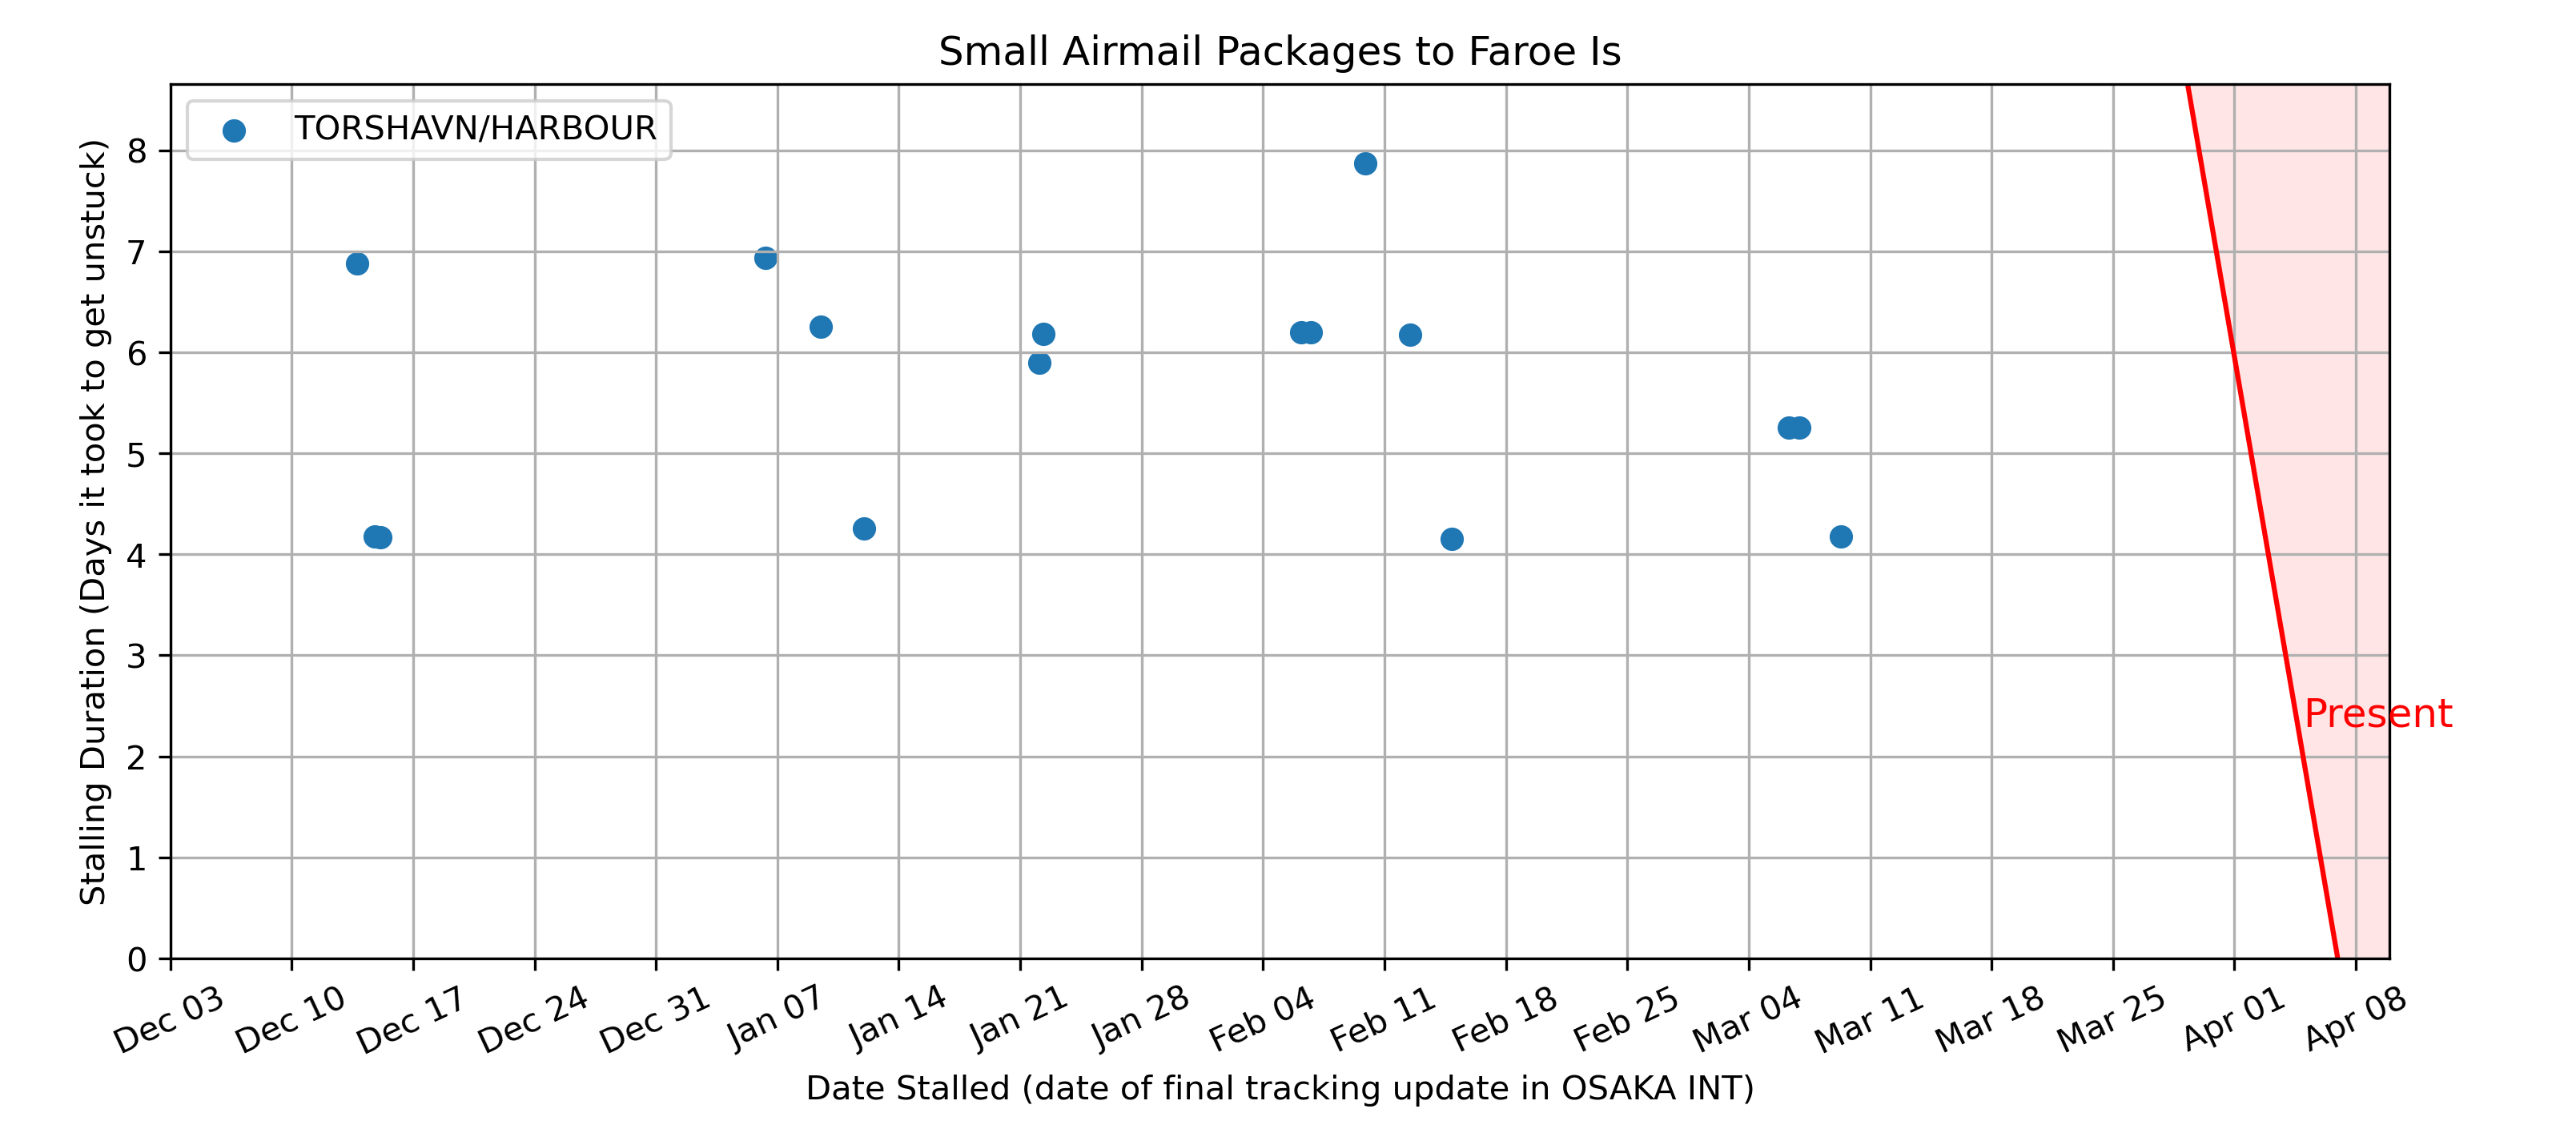 Small Airmail Packages to Faroe Is
TORSHAVN/HARBOUR
Stalling Duration (Days it took to get unstuck)
8
7
6
5
4
3
2
1
0
Present
Dec 03 Dec 10 Dec 17 Dec 24 Dec 31 Jan 07 Jan 14 Jan 21 Jan 28 Feb 04 Feb 11 Feb 18 Feb 25 Mar 04 Mar 11 Mar 18 Mar 25 Apr 01 Apr 08
Date Stalled (date of final tracking update in OSAKA INT)